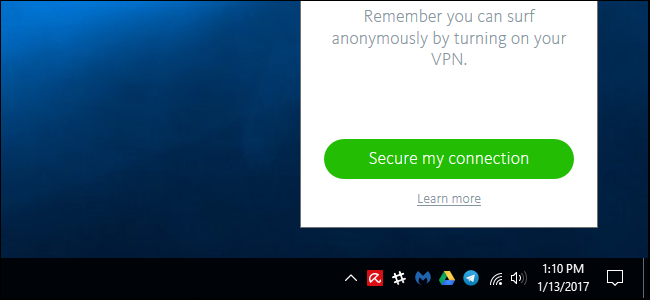 Remember you can surf
anonymously by turning on your
VPN.
Secure my connection
Learn more
1:10 PM
1/13/2017